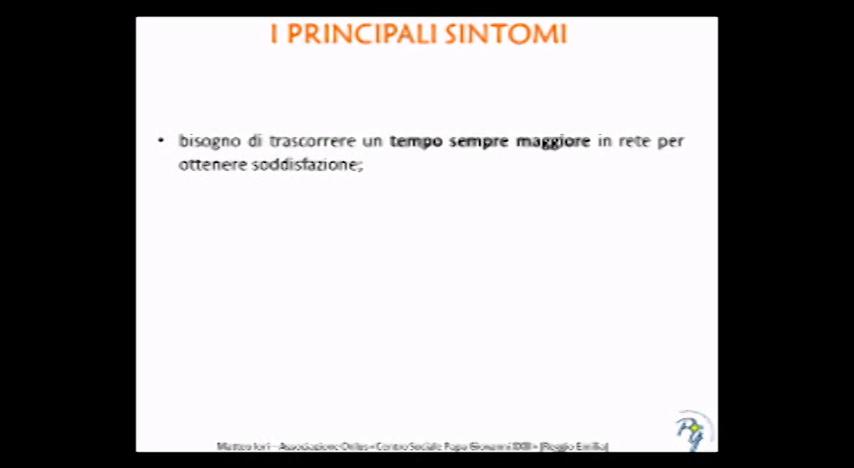 I PRINCIPALI SINTOMI
• bisogno di trascorrere un tempo sempre maggiore in rete per
ottenere soddisfazione;
Matteo Iori – Associazione Onlus «Centro Sociale Papa Giovanni XXIII» (Reggio Emilia)